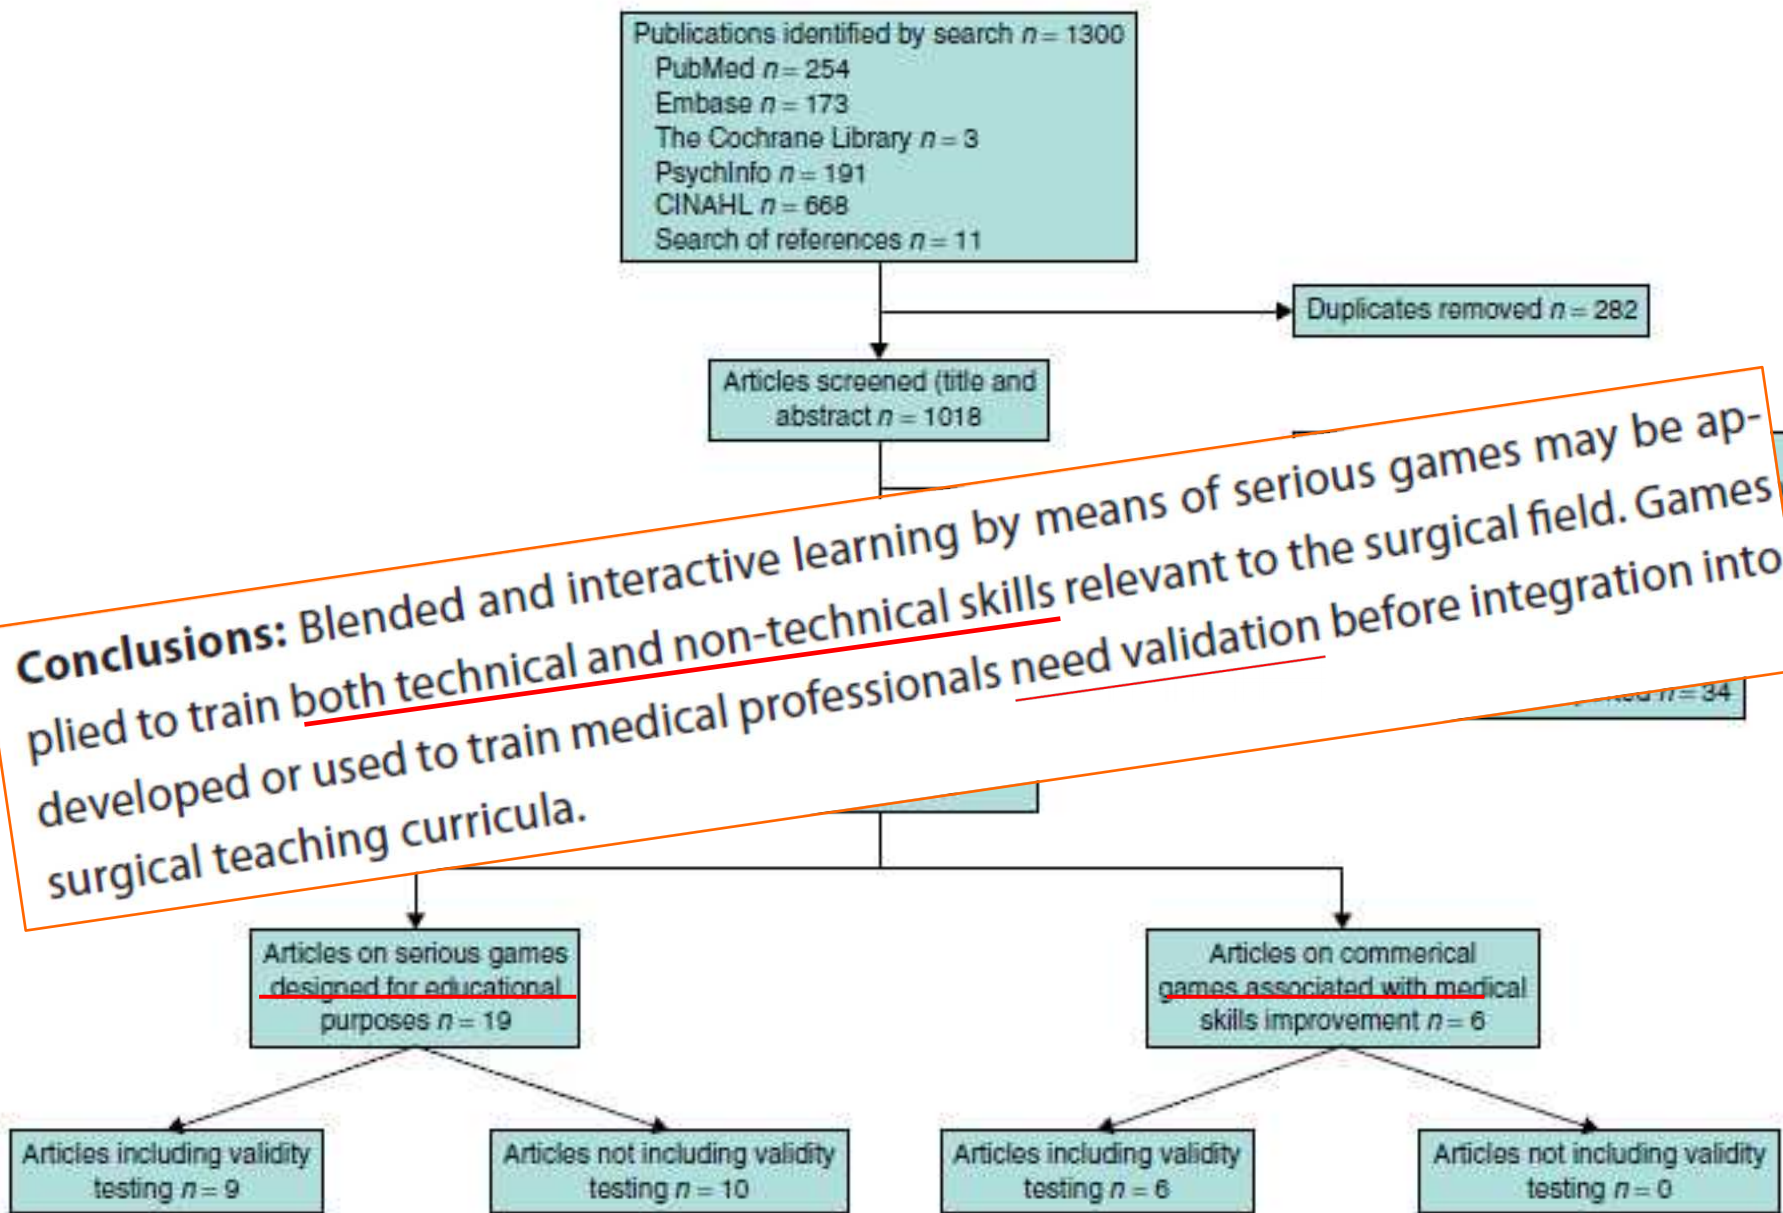 Publications identified by search n = 1300
PubMed n = 254
Embase n = 173
The Cochrane Library n = 3
PsychInfo n = 191
CINAHL n = 668
Search of references n = 11
Duplicates removed n = 282
Articles screened (title and
abstract n = 1018
Conclusions: Blended and interactive learning by means of serious games may be ap-
plied to train both technical and non-technical skills relevant to the surgical field. Games
developed or used to train medical professionals need validation before integration into
surgical teaching curricula.
n = 34
Articles on serious games
designed for educational
purposes n = 19
Articles on commerical
games associated with medical
skills improvement n = 6
Articles including validity
testing n = 9
Articles not including validity
testing n = 10
Articles including validity
testing n = 6
Articles not including validity
testing n = 0